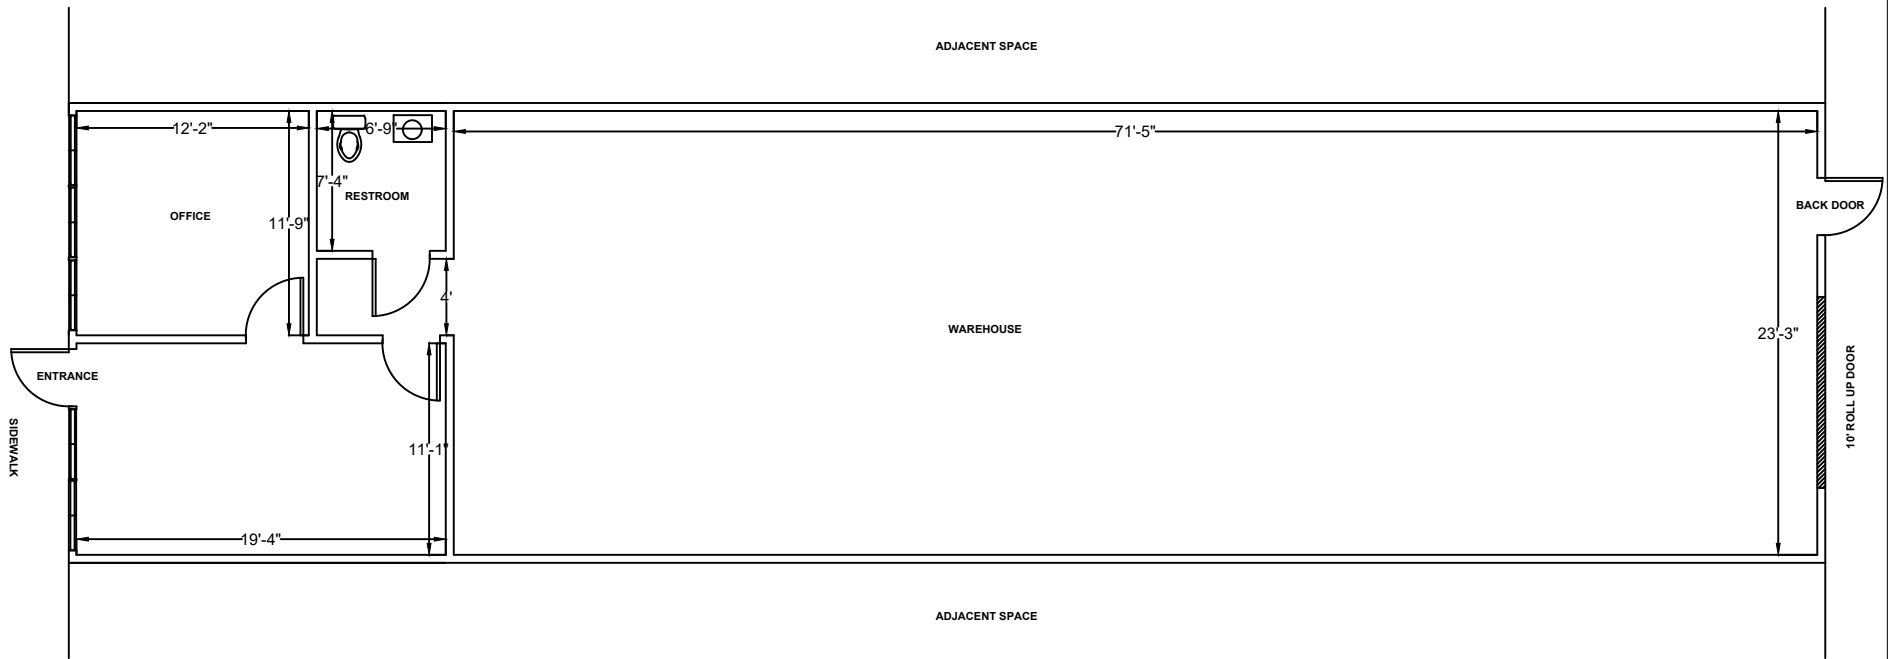 ADJACENT SPACE
12'-2"
6'-9"
71'-5"
7'-4"
RESTROOM
OFFICE
11'-9"
BACK DOOR
4'
WAREHOUSE
23'-3"
ENTRANCE
10' ROLL UP DOOR
SIDEWALK
11'-1"
19'-4"
ADJACENT SPACE